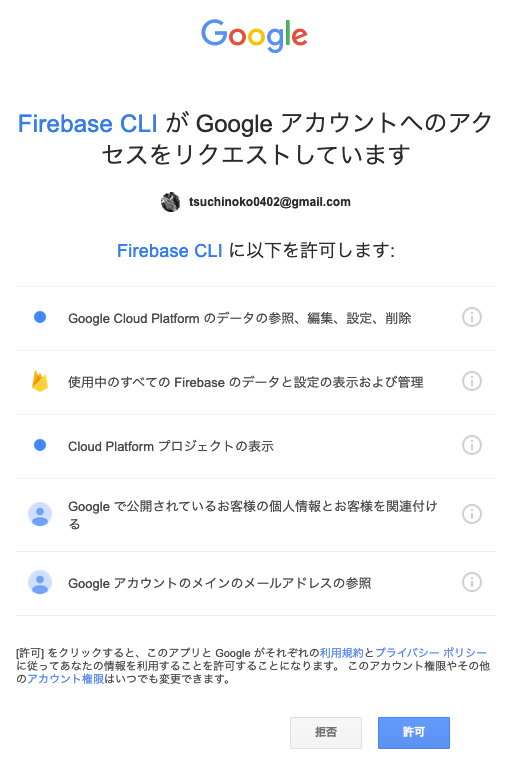 Google
Firebase CLI が Google アカウントへのアク
セスをリクエストしています
tsuchinoko0402@gmail.com
Firebase CLI に以下を許可します:
Google Cloud Platform のデータの参照、編集、設定、削除
使用中のすべての Firebase のデータと設定の表示および管理
Cloud Platform プロジェクトの表示
Google で公開されているお客様の個人情報とお客様を関連付け
る
Google アカウントのメインのメールアドレスの参照
[許可] をクリックすると、このアプリと Google がそれぞれの利用規約とプライバシー ポリシー
に従ってあなたの情報を利用することを許可することになります。 このアカウント権限やその他
のアカウント権限はいつでも変更できます。
拒否
許可